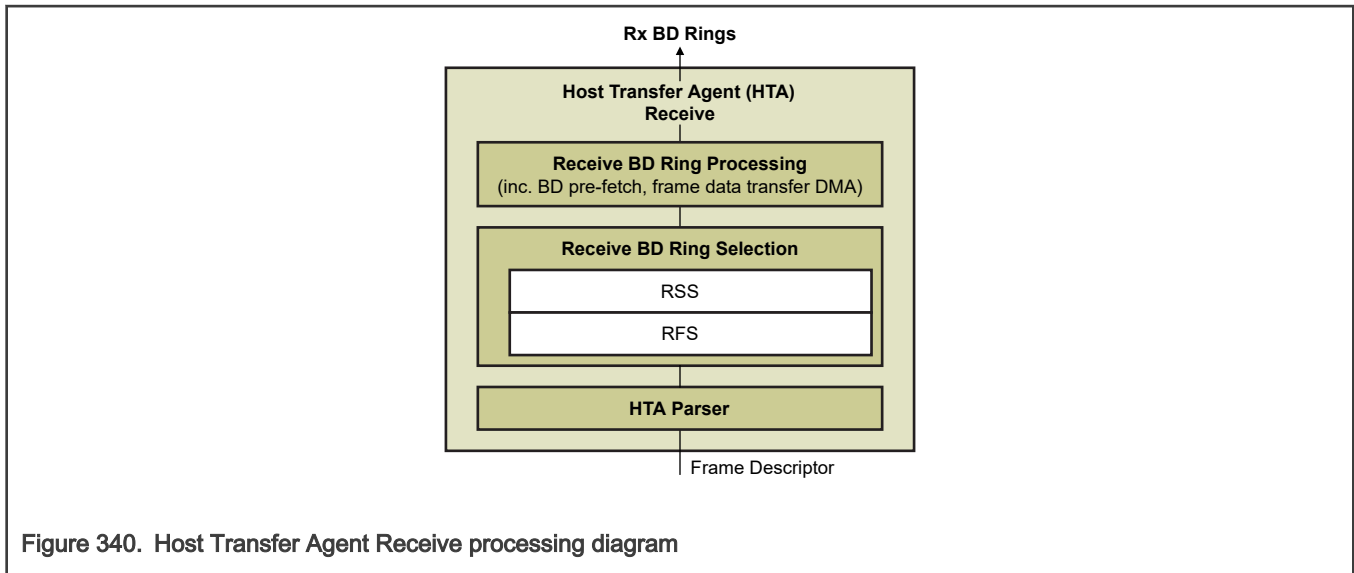 Rx BD Rings
Host Transfer Agent (HTA)
Receive
Receive BD Ring Processing
(inc. BD pre-fetch, frame data transfer DMA)
Receive BD Ring Selection
RSS
RFS
HTA Parser
Frame Descriptor
Figure 340. Host Transfer Agent Receive processing diagram